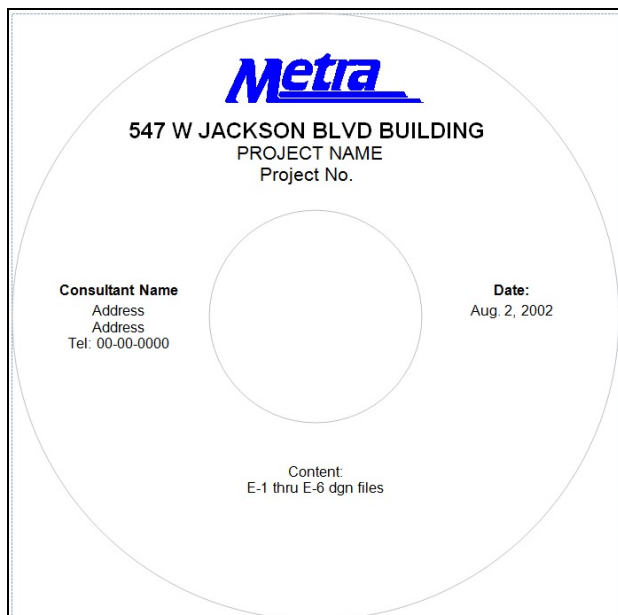 Metra
547 W JACKSON BLVD BUILDING
PROJECT NAME
Project No.
Consultant Name
Address
Address
Tel: 00-00-0000
Date:
Aug. 2, 2002
Content:
E-1 thru E-6 dgn files